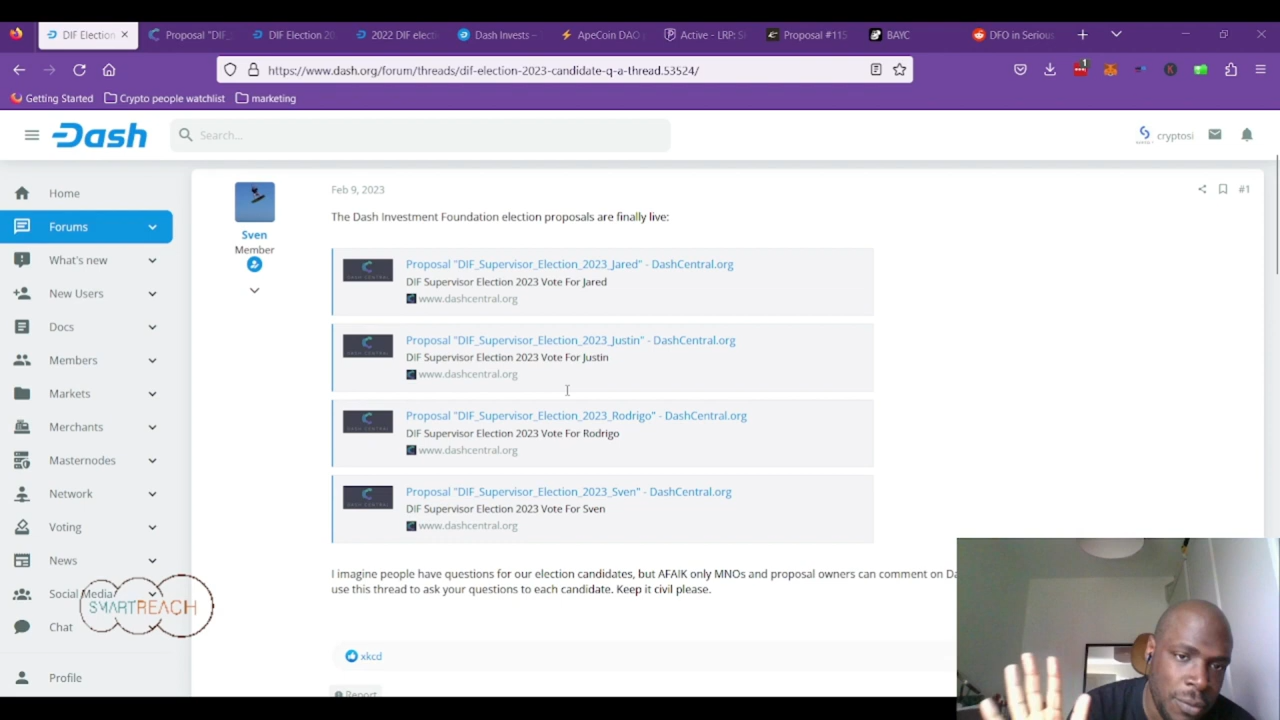 DIF Election
Proposal "DIF_
DIF Election 20
2022 DIF electi
Dash Invests –
ApeCoin DAO
Active - LRP: S
Proposal #115
BAYC
DFO in Serious
https://www.dash.org/forum/threads/dif-election-2023-candidate-q-a-thread.53524/
1
Getting Started
Crypto people watchlist
marketing
Dash
Search...
cryptosi
Home
Forums
What's new
New Users
Docs
Members
Markets
Merchants
Masternodes
Network
Voting
News
Social Media
Chat
Profile
SMARTREACH
Sven
Member
Feb 9, 2023
#1
The Dash Investment Foundation election proposals are finally live:
Proposal "DIF_Supervisor_Election_2023_Jared" - DashCentral.org
DIF Supervisor Election 2023 Vote For Jared
www.dashcentral.org
Proposal "DIF_Supervisor_Election_2023_Justin" - DashCentral.org
DIF Supervisor Election 2023 Vote For Justin
www.dashcentral.org
Proposal "DIF_Supervisor_Election_2023_Rodrigo" - DashCentral.org
DIF Supervisor Election 2023 Vote For Rodrigo
www.dashcentral.org
Proposal "DIF_Supervisor_Election_2023_Sven" - DashCentral.org
DIF Supervisor Election 2023 Vote For Sven
www.dashcentral.org
I imagine people have questions for our election candidates, but AFAIK only MNOs and proposal owners can comment on Da
use this thread to ask your questions to each candidate. Keep it civil please.
xkcd
Report